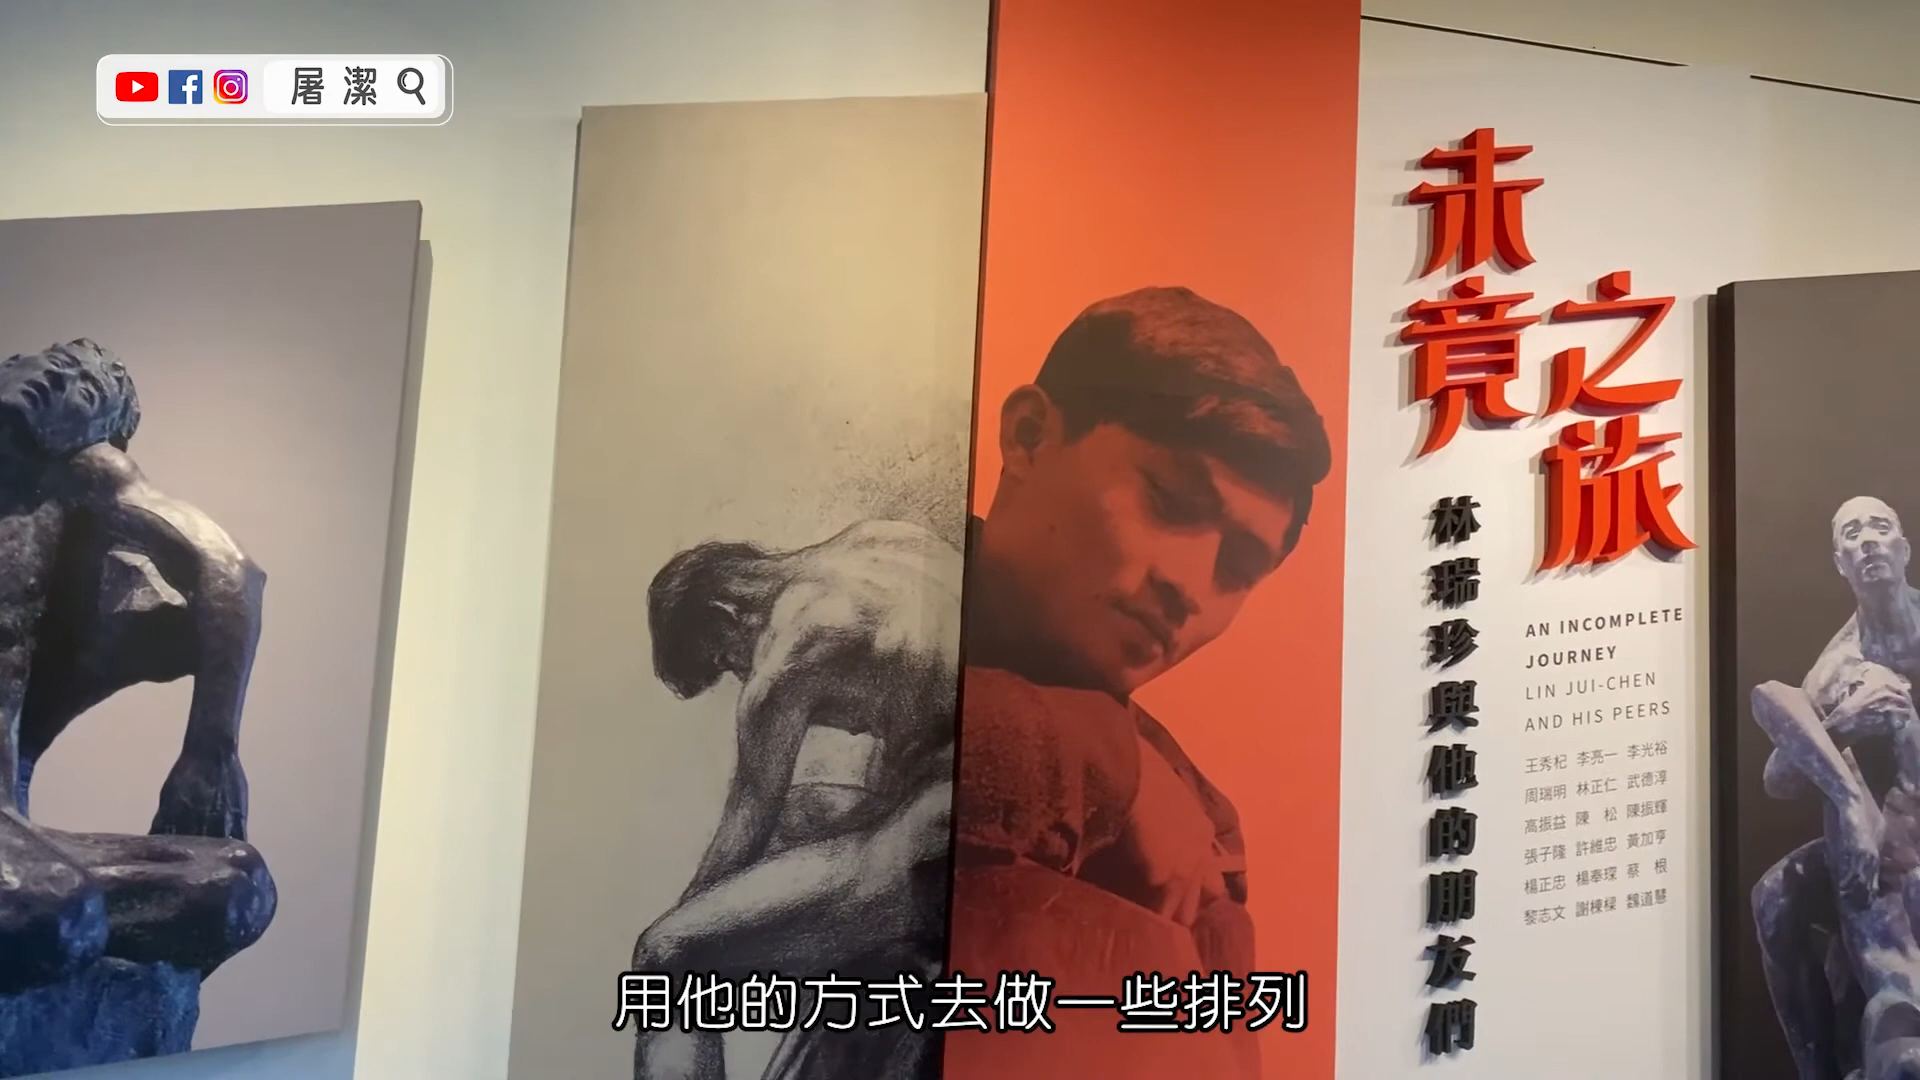 屠潔
未竟之旅
林瑞珍與他的朋友們
AN INCOMPLETE
JOURNEY
LIN JUI-CHEN
AND HIS PEERS
王秀杞 李亮一 李光裕
周瑞明 林正仁 武德淳
高振益 陳 松 陳振輝
張子隆 許維忠 黃加亨
楊正忠 楊奉琛 蔡 根
黎志文 謝棟樑 魏道慧
用他的方式去做一些排列